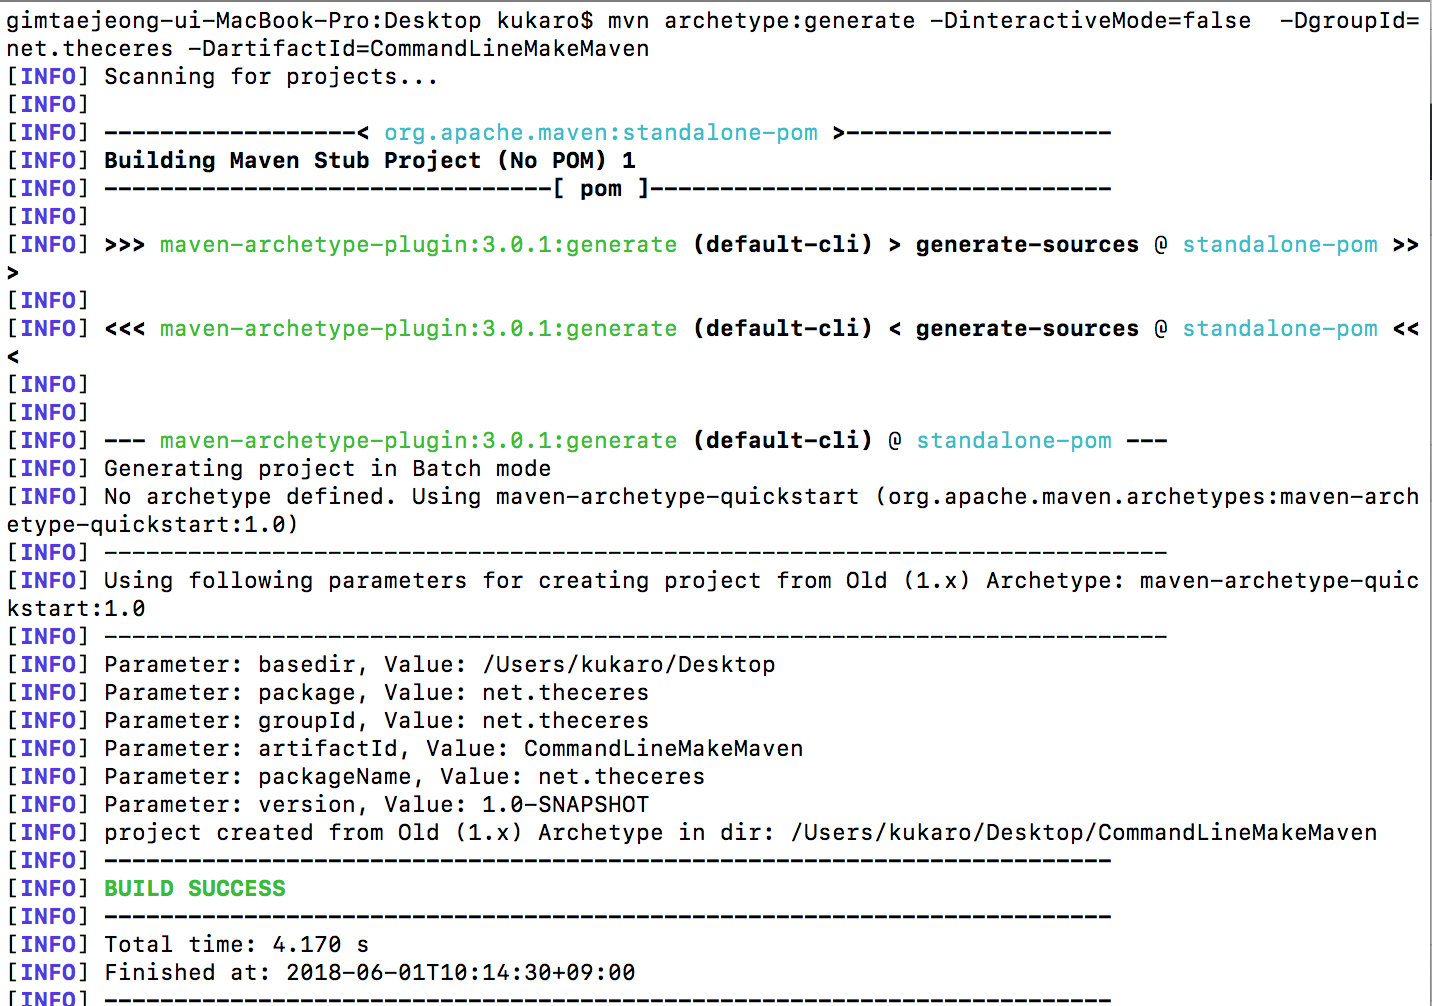 gimtaejeong-ui-MacBook-Pro:Desktop kukaro$ mvn archetype:generate -DinteractiveMode=false  -DgroupId=
net.theceres -DartifactId=CommandLineMakeMaven
[INFO] Scanning for projects...
[INFO]
[INFO] ------------------< org.apache.maven:standalone-pom >-------------------
[INFO] Building Maven Stub Project (No POM) 1
[INFO] --------------------------------[ pom ]---------------------------------
[INFO]
[INFO] >>> maven-archetype-plugin:3.0.1:generate (default-cli) > generate-sources @ standalone-pom >>
>
[INFO]
[INFO] <<< maven-archetype-plugin:3.0.1:generate (default-cli) < generate-sources @ standalone-pom <<
<
[INFO]
[INFO]
[INFO] --- maven-archetype-plugin:3.0.1:generate (default-cli) @ standalone-pom ---
[INFO] Generating project in Batch mode
[INFO] No archetype defined. Using maven-archetype-quickstart (org.apache.maven.archetypes:maven-arch
etype-quickstart:1.0)
[INFO] ----------------------------------------------------------------------------
[INFO] Using following parameters for creating project from Old (1.x) Archetype: maven-archetype-quic
kstart:1.0
[INFO] ----------------------------------------------------------------------------
[INFO] Parameter: basedir, Value: /Users/kukaro/Desktop
[INFO] Parameter: package, Value: net.theceres
[INFO] Parameter: groupId, Value: net.theceres
[INFO] Parameter: artifactId, Value: CommandLineMakeMaven
[INFO] Parameter: packageName, Value: net.theceres
[INFO] Parameter: version, Value: 1.0-SNAPSHOT
[INFO] project created from Old (1.x) Archetype in dir: /Users/kukaro/Desktop/CommandLineMakeMaven
[INFO] ------------------------------------------------------------------------
[INFO] BUILD SUCCESS
[INFO] ------------------------------------------------------------------------
[INFO] Total time: 4.170 s
[INFO] Finished at: 2018-06-01T10:14:30+09:00
[INFO] ------------------------------------------------------------------------